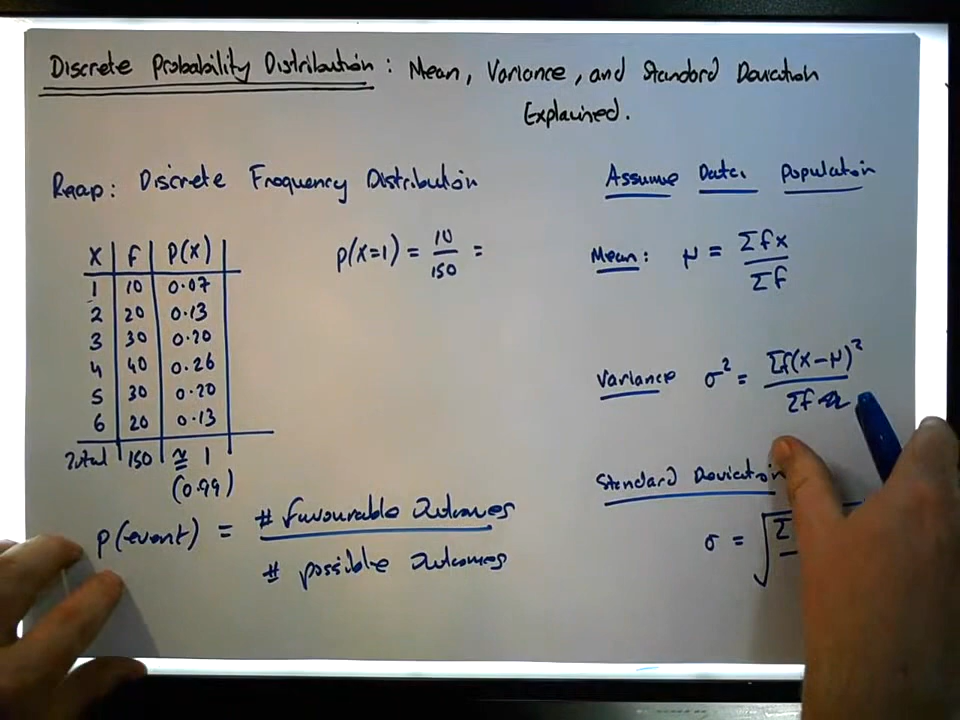 Discrete Probability Distribution: Mean, Variance, and Standard Deviation
Explained.
Recap: Discrete Frequency Distribution
x f P(x)
1 10 0.07
2 20 0.13
3 30 0.20
4 40 0.26
5 30 0.20
6 20 0.13
Total 150 ≃ 1
(0.99)
P(x=1) = 10/150 =
P(event) = # favourable outcomes
# possible outcomes
Assume Data: Population
Mean: μ = Σfx/Σf
Variance σ² = Σf(x-μ)²/Σf
Standard Deviation
σ = √Σ